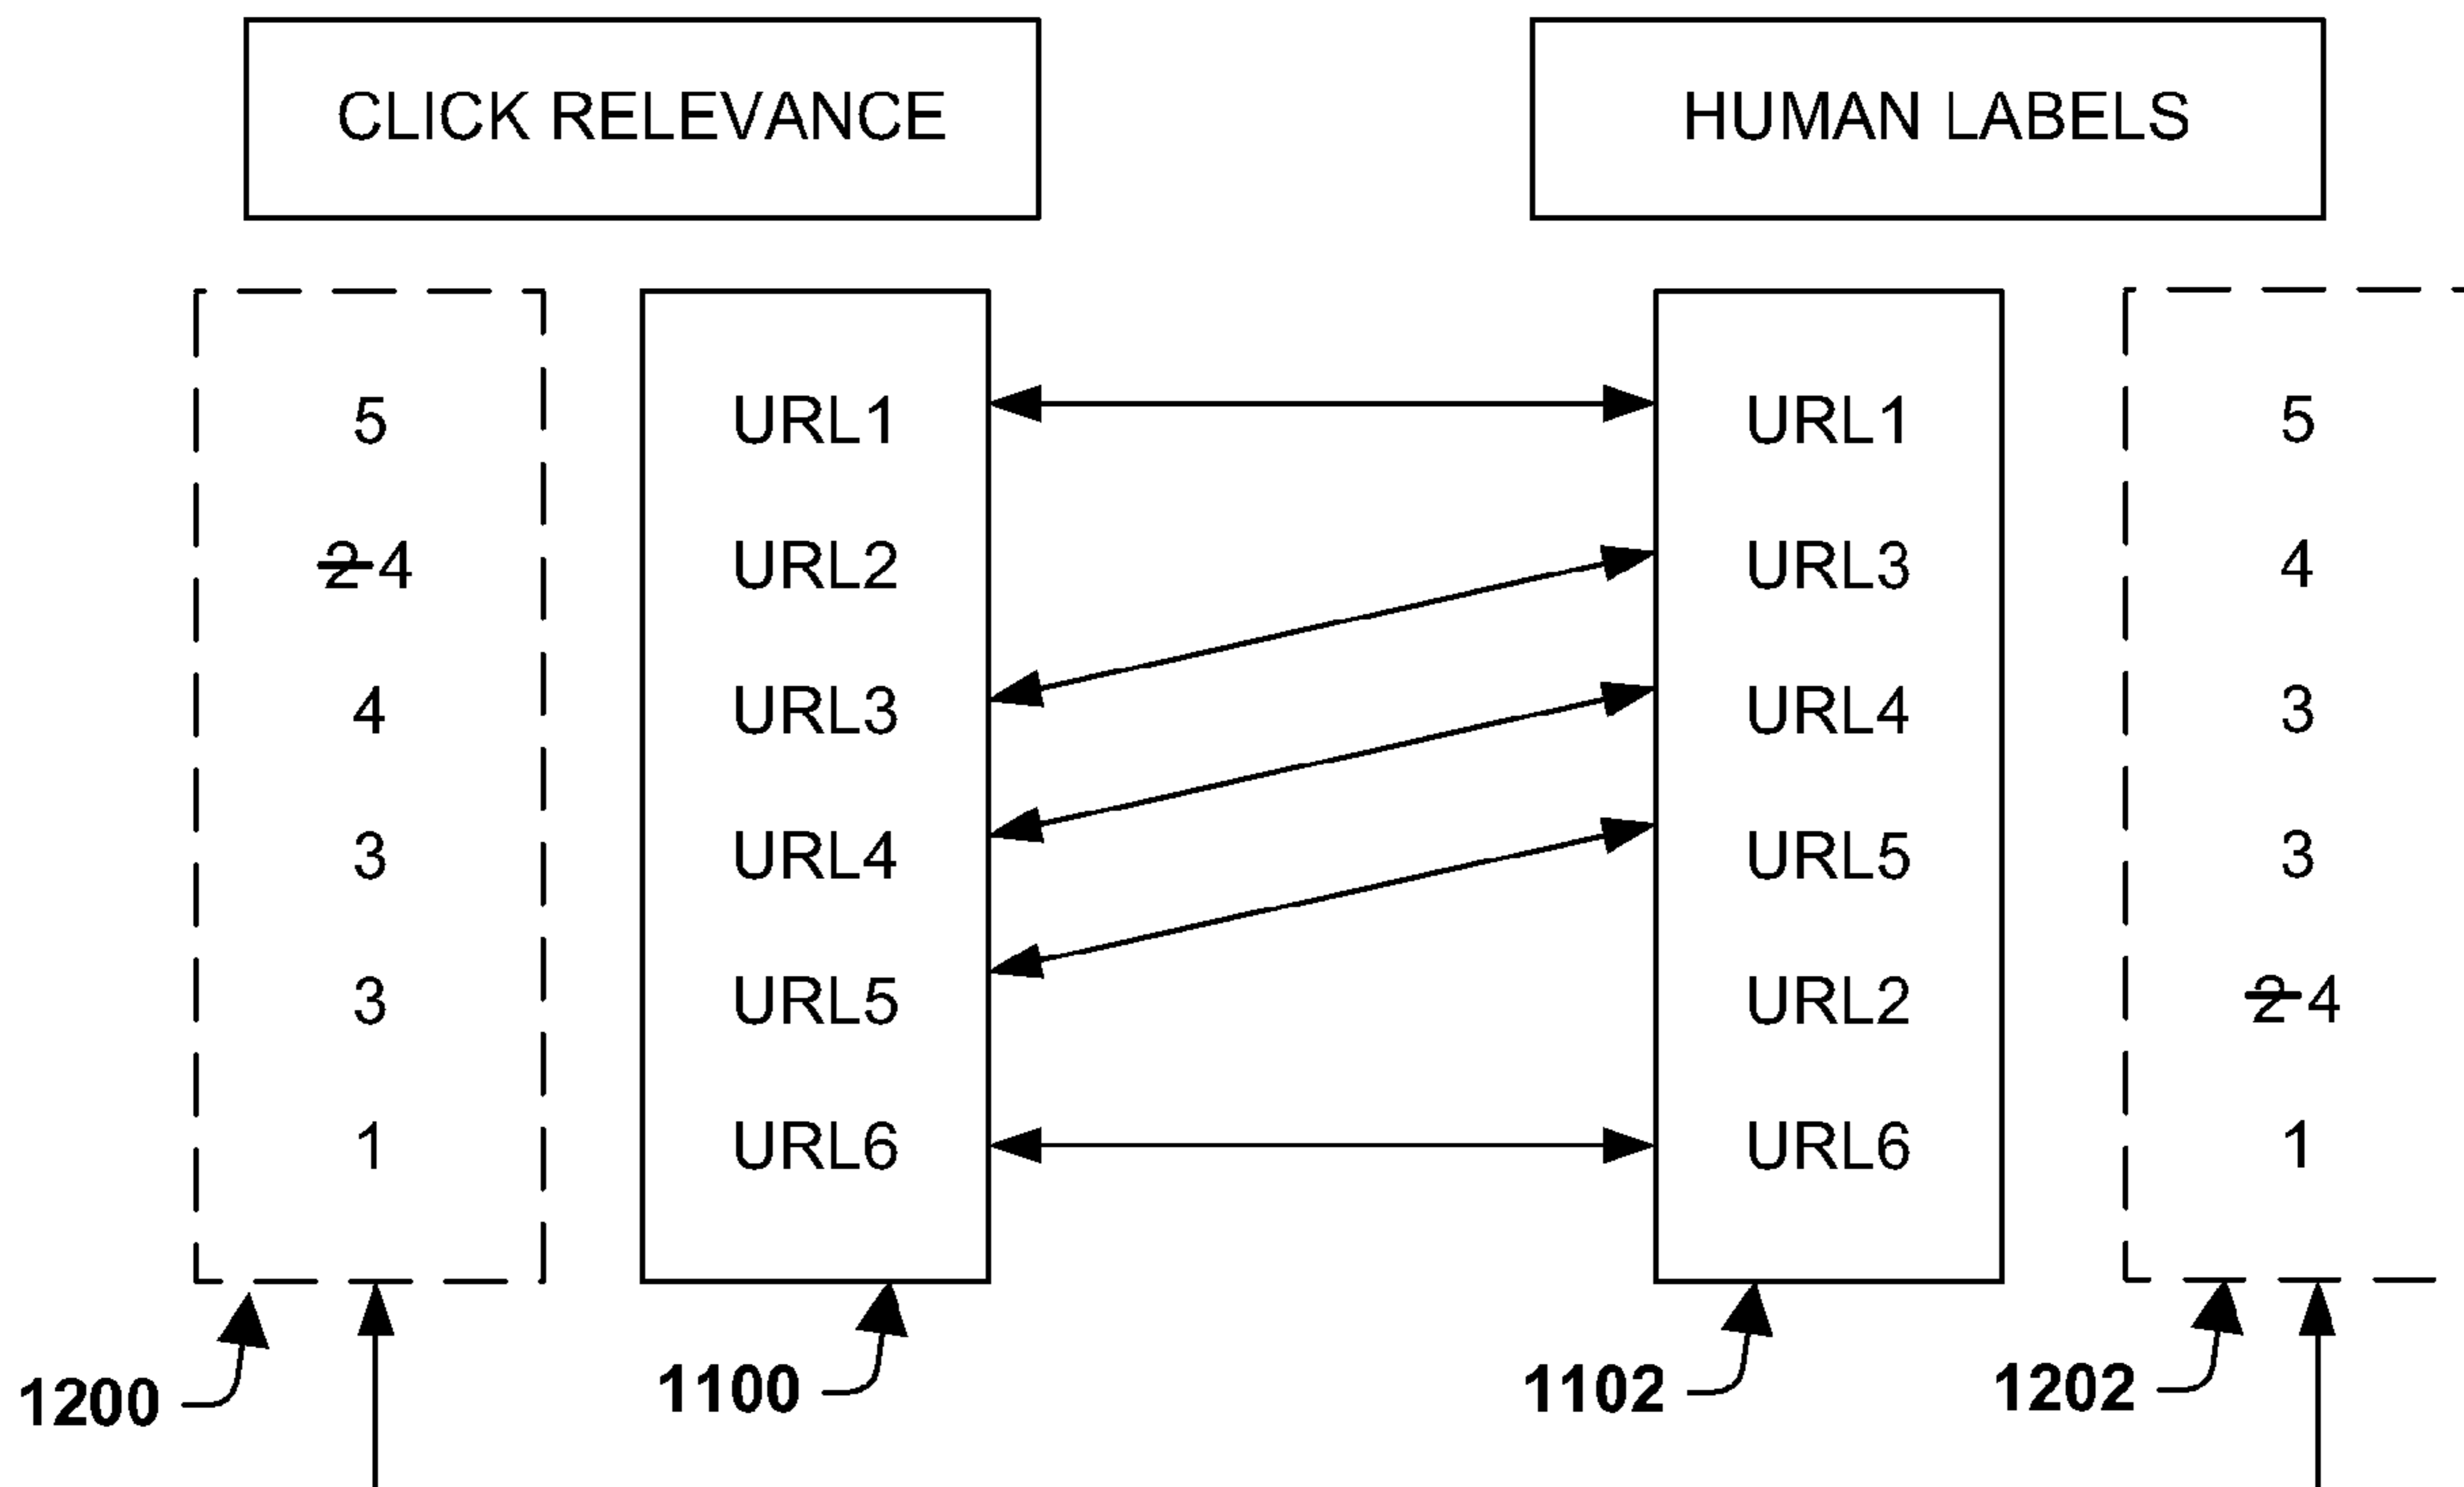 CLICK RELEVANCE HUMAN LABELS
5 URL1 URL1 5
2 4 URL2 URL3 4
4 URL3 URL4 3
3 URL4 URL5 3
3 URL5 URL2 2 4
1 URL6 URL6 1
1200 1100 1102 1202